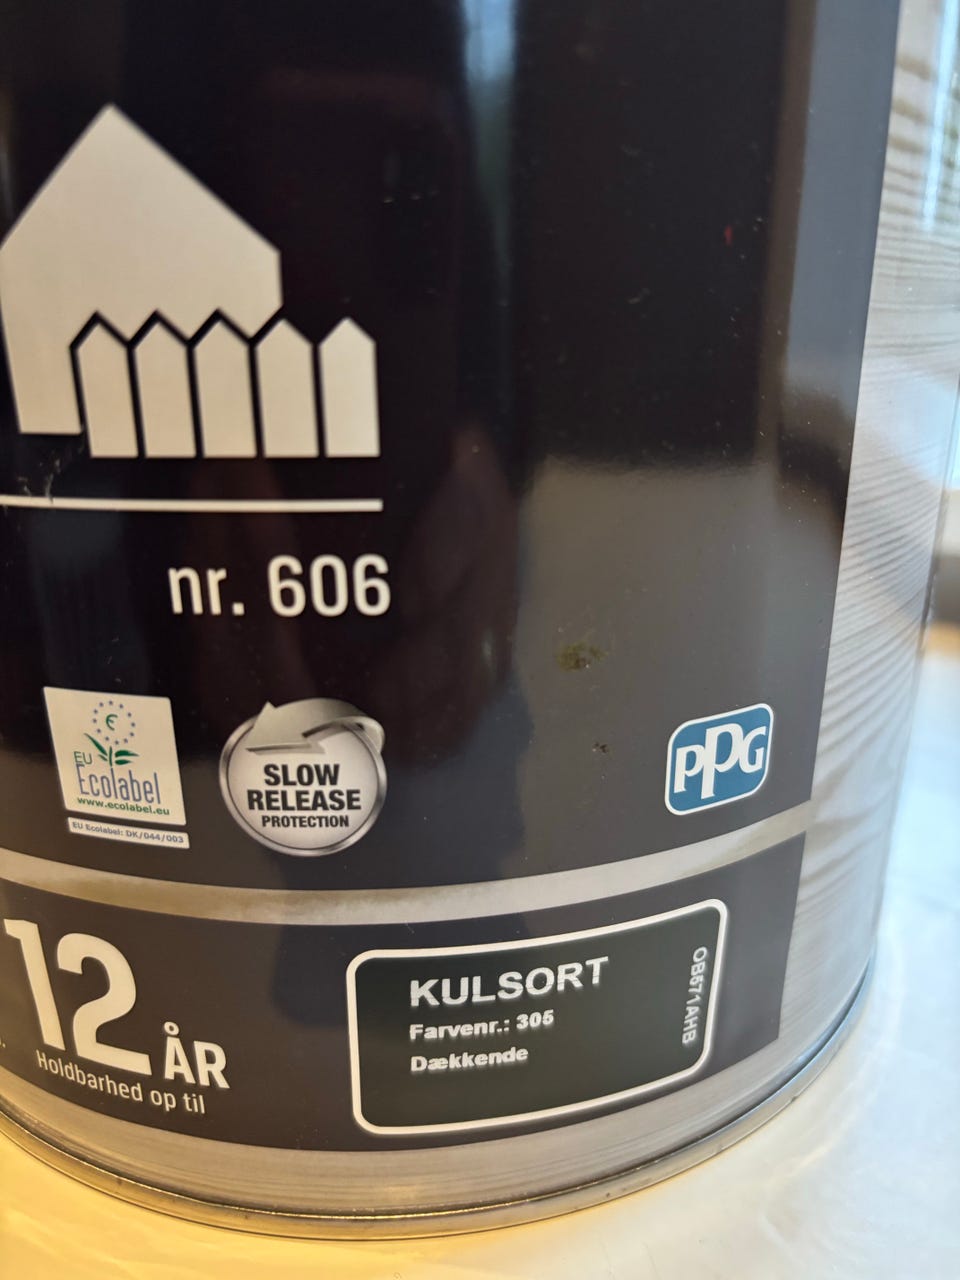 nr. 606
€
EU
Ecolabel
www.ecolabel.eu
EU Ecolabel: DK/044/003
SLOW
RELEASE
PROTECTION
PPG
12 ÅR
Holdbarhed op til
KULSORT
Farvenr.: 305
Dækkende
OB571AHB